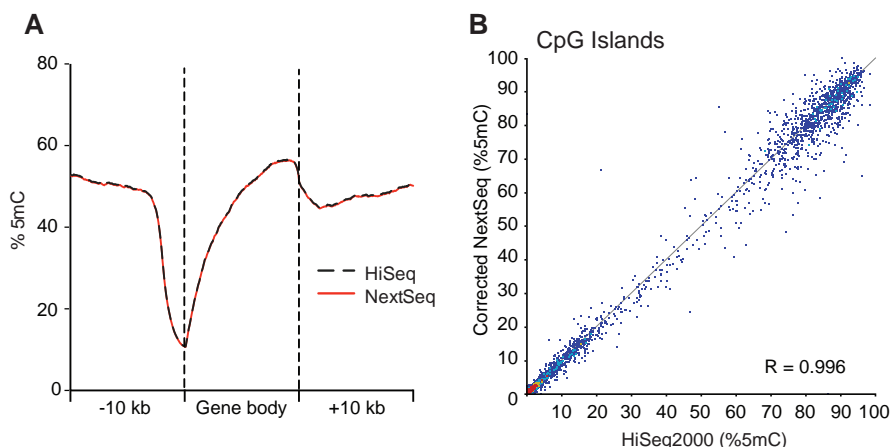 A
80
60
40
20
0
% 5mC
HiSeq
NextSeq
-10 kb
Gene body
+10 kb
B
CpG Islands
100
90
80
70
60
50
40
30
20
10
0
Corrected NextSeq (%5mC)
R = 0.996
10 20 30 40 50 60 70 80 90 100
HiSeq2000 (%5mC)